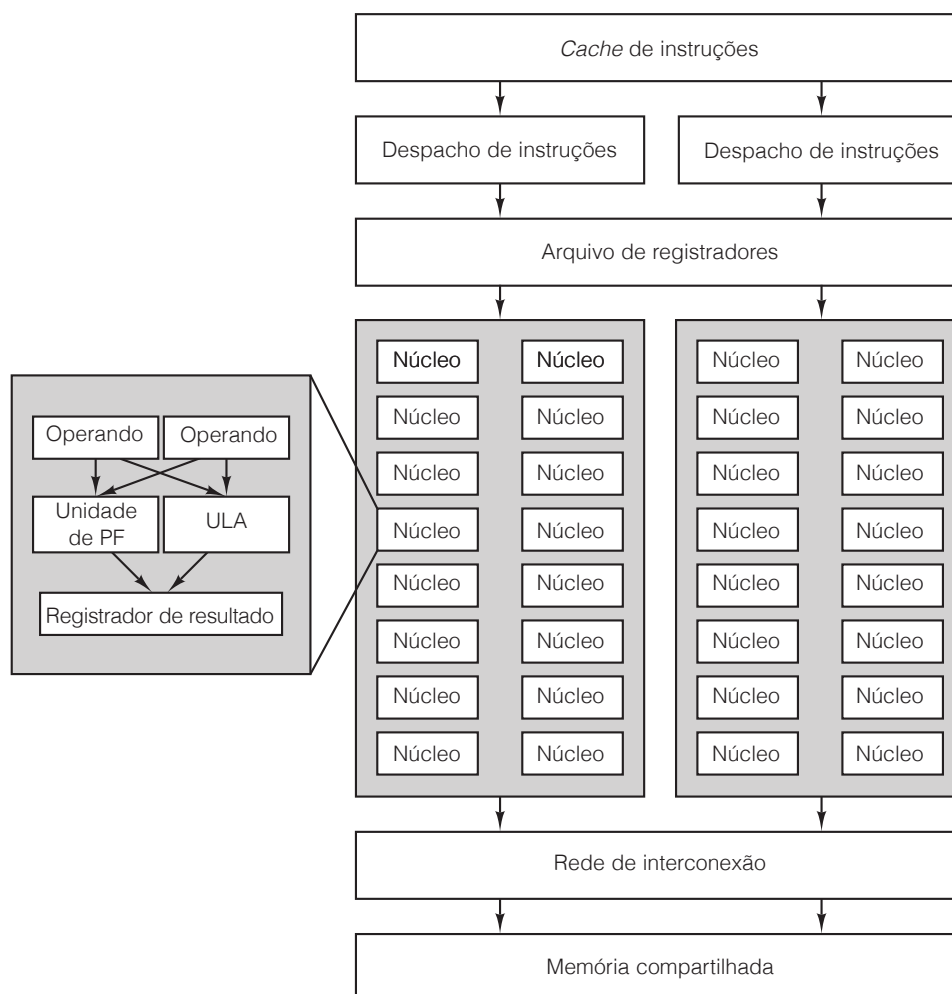 Cache de instruções
Despacho de instruções
Despacho de instruções
Arquivo de registradores
Núcleo Núcleo Núcleo Núcleo
Núcleo Núcleo Núcleo Núcleo
Núcleo Núcleo Núcleo Núcleo
Núcleo Núcleo Núcleo Núcleo
Núcleo Núcleo Núcleo Núcleo
Núcleo Núcleo Núcleo Núcleo
Núcleo Núcleo Núcleo Núcleo
Núcleo Núcleo Núcleo Núcleo
Operando Operando
Unidade
de PF
ULA
Registrador de resultado
Rede de interconexão
Memória compartilhada